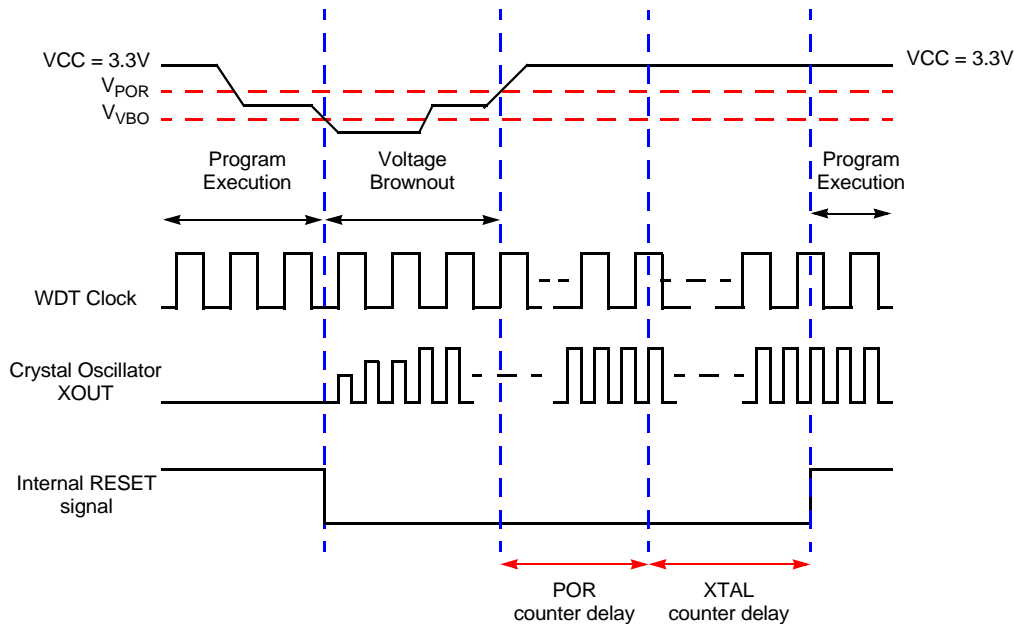 VCC = 3.3V
VCC = 3.3V
VPOR
VVBO
Program
Execution
Voltage
Brownout
Program
Execution
WDT Clock
Crystal Oscillator
XOUT
Internal RESET
signal
POR
counter delay
XTAL
counter delay